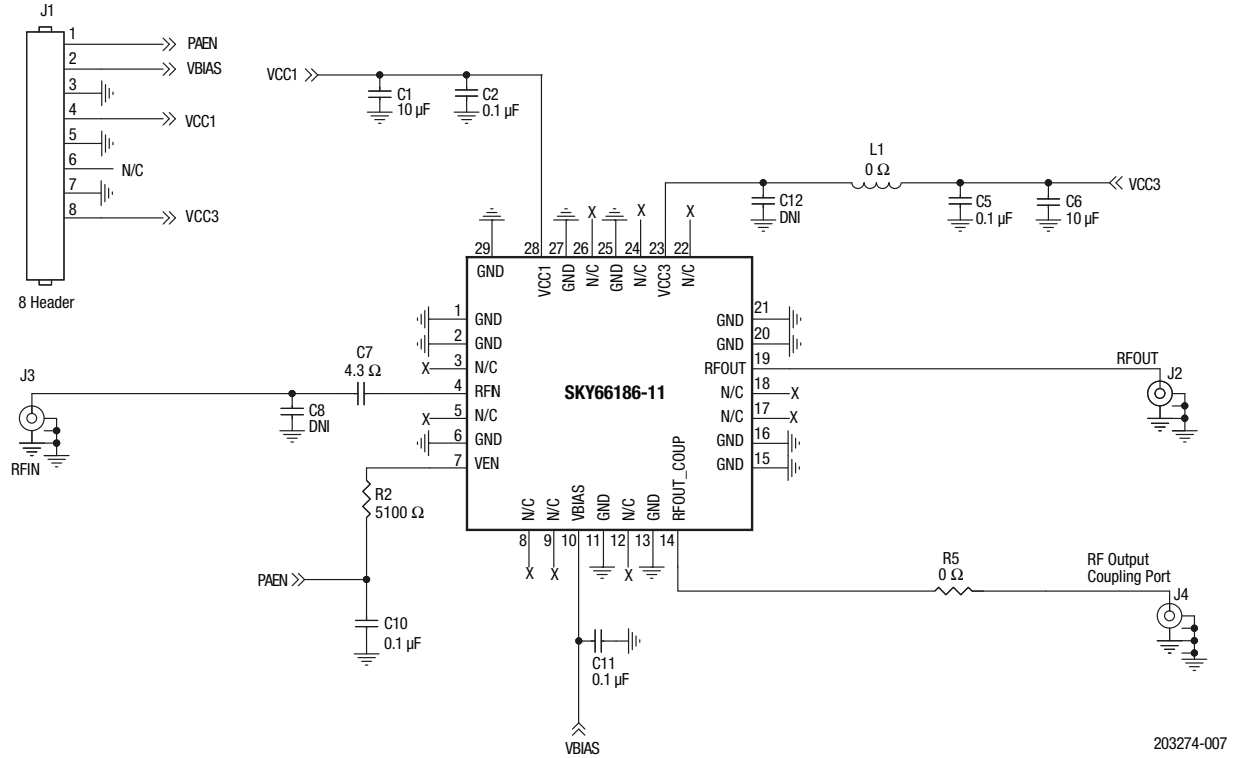 J1
1
PAEN
2
VBIAS
3
4
VCC1
5
6
N/C
7
8
VCC3
8 Header
VCC1
C1
10 µF
C2
0.1 µF
L1
0 Ω
C12
DNI
C5
0.1 µF
C6
10 µF
VCC3
X X X
29 28 27 26 25 24 23 22
GND VCC1 GND N/C GND N/C VCC3 N/C
1 GND
2 GND
X 3 N/C
4 RFIN
X 5 N/C
6 GND
7 VEN
SKY66186-11
GND 21
GND 20
RFOUT 19
N/C 18 X
N/C 17 X
GND 16
GND 15
N/C N/C VBIAS GND N/C GND RFOUT_COUP
8 9 10 11 12 13 14
X X X
J3
RFIN
C8
DNI
C7
4.3 Ω
R2
5100 Ω
PAEN
C10
0.1 µF
C11
0.1 µF
VBIAS
RFOUT
J2
R5
0 Ω
RF Output
Coupling Port
J4
203274-007